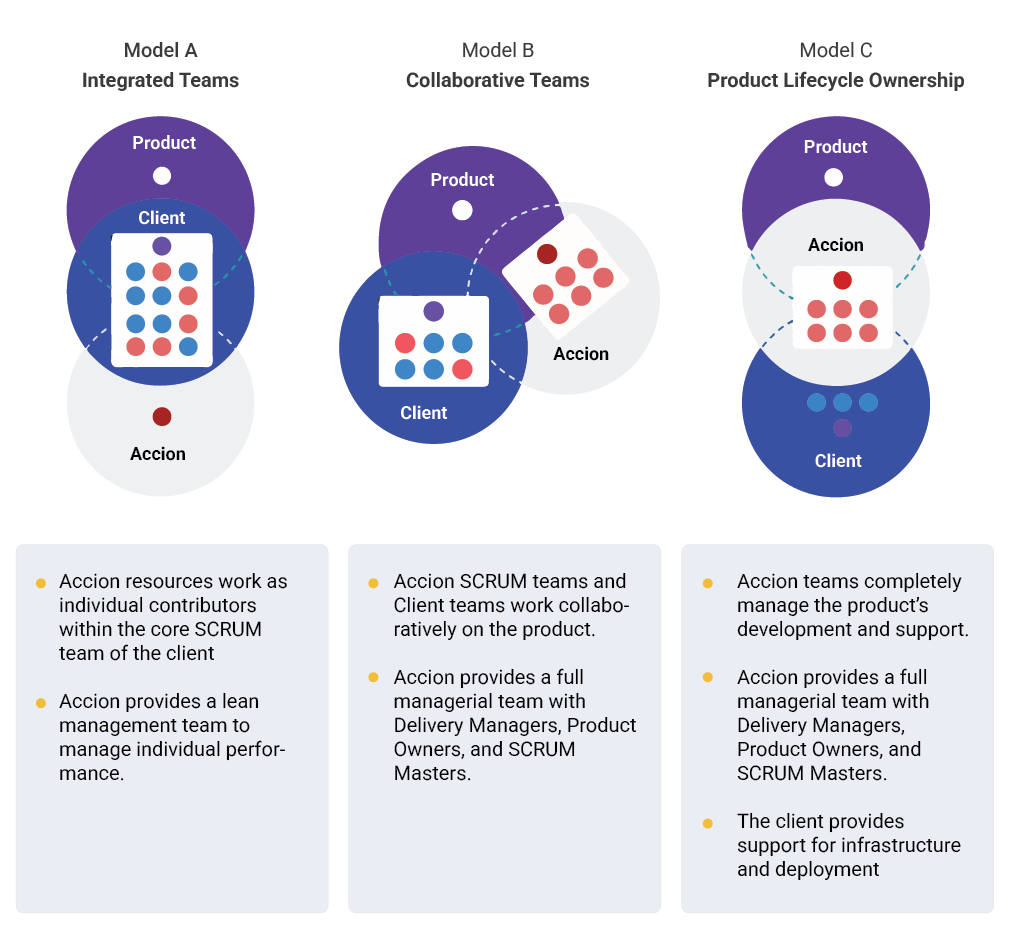 Model A
Integrated Teams
Product
Client
Accion
Accion resources work as
individual contributors
within the core SCRUM
team of the client
Accion provides a lean
management team to
manage individual perfor-
mance.
Model B
Collaborative Teams
Product
Accion
Client
Accion SCRUM teams and
Client teams work collabo-
ratively on the product.
Accion provides a full
managerial team with
Delivery Managers, Product
Owners, and SCRUM
Masters.
Model C
Product Lifecycle Ownership
Product
Accion
Client
Accion teams completely
manage the product’s
development and support.
Accion provides a full
managerial team with
Delivery Managers,
Product Owners, and
SCRUM Masters.
The client provides
support for infrastructure
and deployment